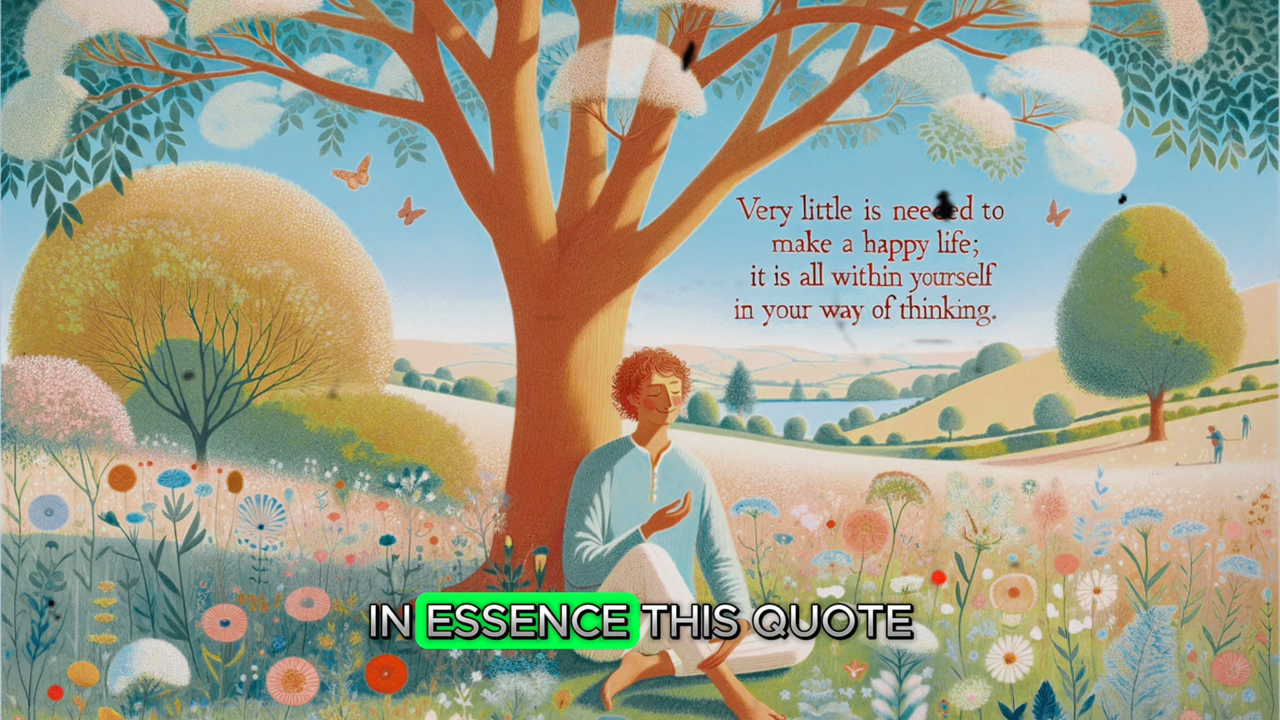 Very little is needed to
make a happy life;
it is all within yourself
in your way of thinking.
IN ESSENCE THIS QUOTE